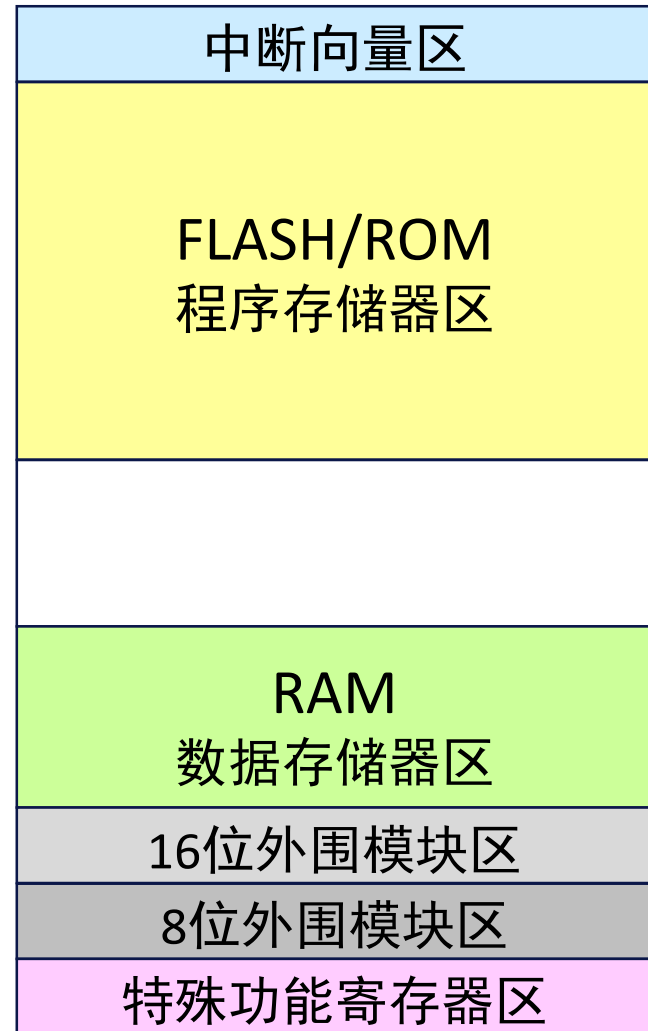 中断向量区
FLASH/ROM
程序存储器区
RAM
数据存储器区
16位外围模块区
8位外围模块区
特殊功能寄存器区